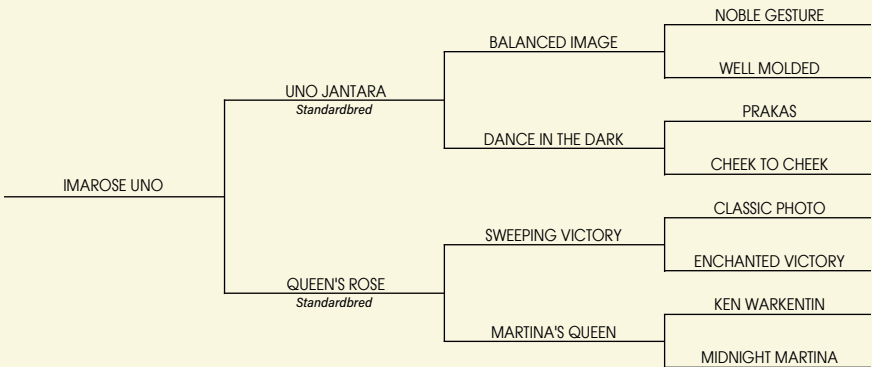 NOBLE GESTURE
BALANCED IMAGE
WELL MOLDED
UNO JANTARA
Standardbred
PRAKAS
DANCE IN THE DARK
CHEEK TO CHEEK
IMAROSE UNO
CLASSIC PHOTO
SWEEPING VICTORY
ENCHANTED VICTORY
QUEEN'S ROSE
Standardbred
KEN WARKENTIN
MARTINA'S QUEEN
MIDNIGHT MARTINA